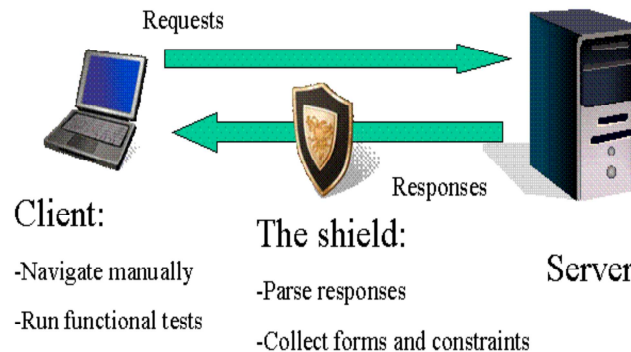 Requests
Responses
Client:
-Navigate manually
-Run functional tests
The shield:
-Parse responses
-Collect forms and constraints
Server